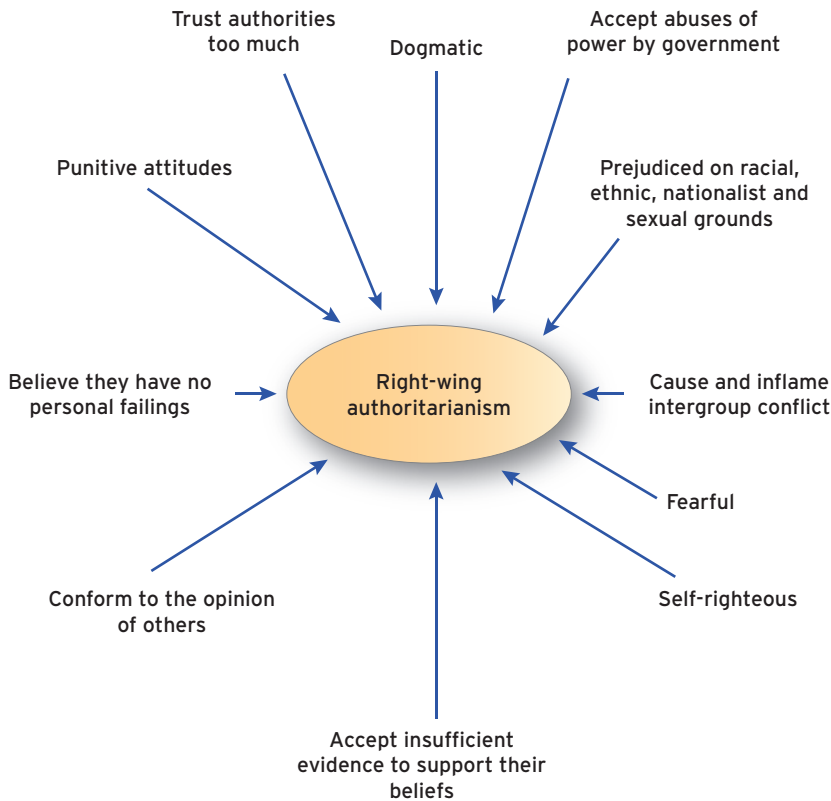 Trust authorities
too much
Dogmatic
Accept abuses of
power by government
Punitive attitudes
Prejudiced on racial,
ethnic, nationalist and
sexual grounds
Believe they have no
personal failings
Right-wing
authoritarianism
Cause and inflame
intergroup conflict
Fearful
Conform to the opinion
of others
Self-righteous
Accept insufficient
evidence to support their
beliefs